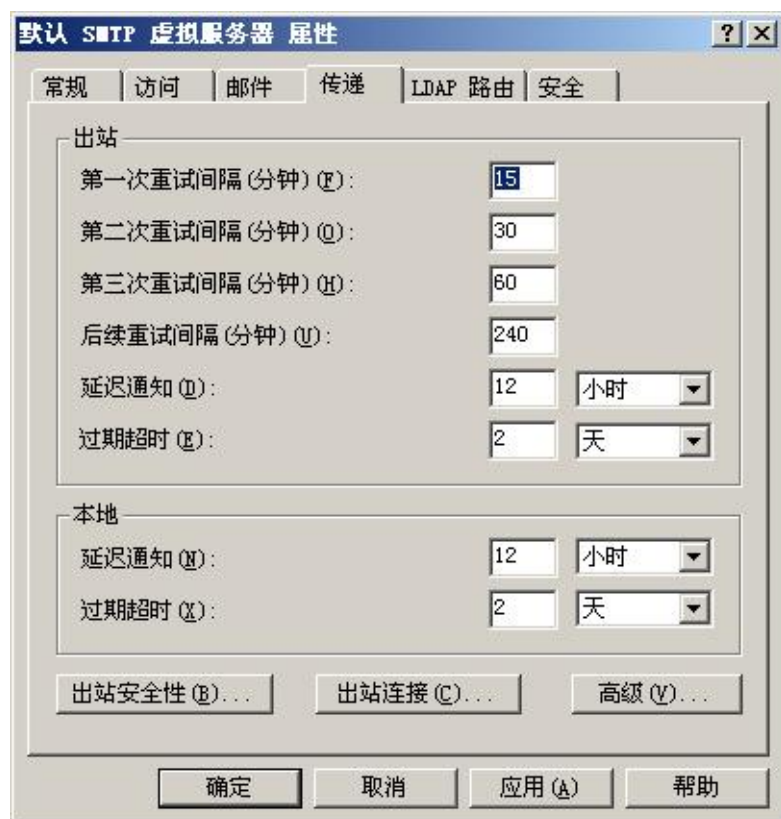 默认 SMTP 虚拟服务器 属性
常规 访问 邮件 传递 LDAP 路由 安全
出站
第一次重试间隔(分钟)(F): 15
第二次重试间隔(分钟)(O): 30
第三次重试间隔(分钟)(H): 60
后续重试间隔(分钟)(U): 240
延迟通知(D): 12 小时
过期超时(E): 2 天
本地
延迟通知(N): 12 小时
过期超时(X): 2 天
出站安全性(B)... 出站连接(C)... 高级(V)...
确定 取消 应用(A) 帮助